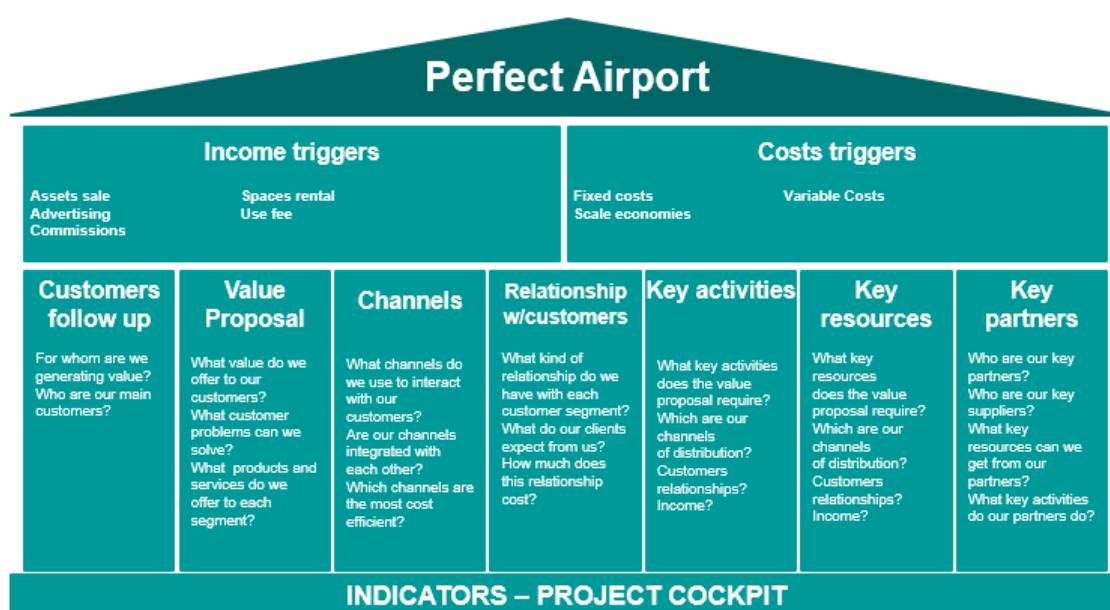 Perfect Airport
Income triggers
Assets sale
Spaces rental
Advertising
Use fee
Commissions
Costs triggers
Fixed costs
Variable Costs
Scale economies
Customers
follow up
For whom are we
generating value?
Who are our main
customers?
Value
Proposal
What value do we
offer to our
customers?
What customer
problems can we
solve?
What products and
services do we
offer to each
segment?
Channels
What channels do
we use to interact
with our
customers?
Are our channels
integrated with
each other?
Which channels are
the most cost
efficient?
Relationship
w/customers
What kind of
relationship do we
have with each
customer segment?
What do our clients
expect from us?
How much does
this relationship
cost?
Key activities
What key activities
does the value
proposal require?
Which are our
channels
of distribution?
Customers
relationships?
Income?
Key
resources
What key
resources
does the value
proposal require?
Which are our
channels
of distribution?
Customers
relationships?
Income?
Key
partners
Who are our key
partners?
Who are our key
suppliers?
What key
resources can we
get from our
partners?
What key activities
do our partners do?
INDICATORS – PROJECT COCKPIT